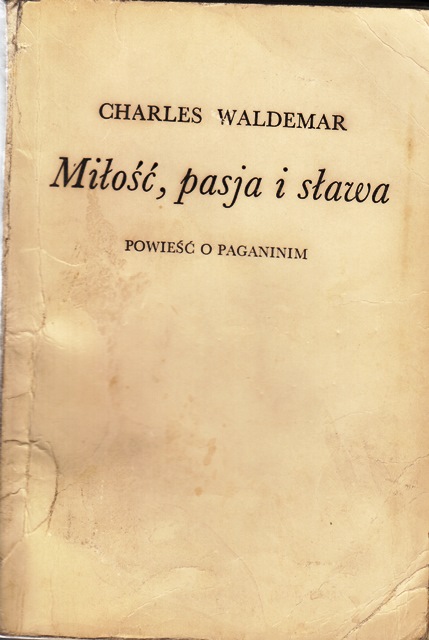 CHARLES WALDEMAR
Miłość, pasja i sława
POWIEŚĆ O PAGANINIM